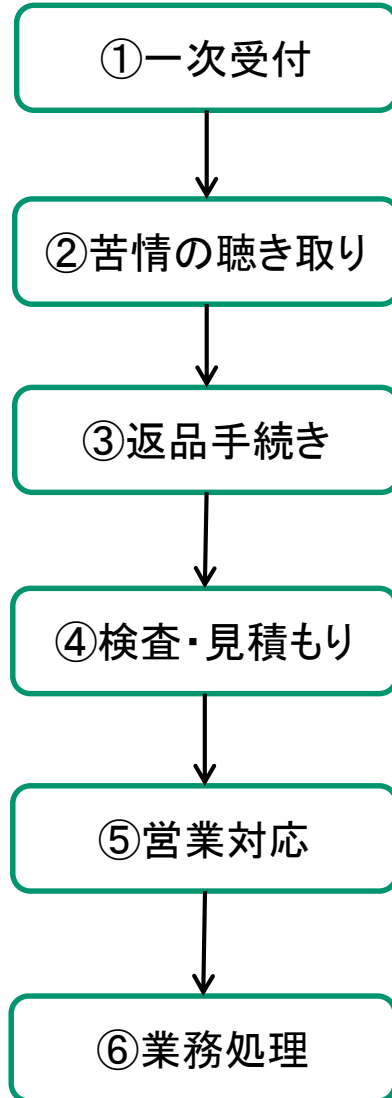 ①一次受付
②苦情の聴き取り
③返品手続き
④検査・見積もり
⑤営業対応
⑥業務処理